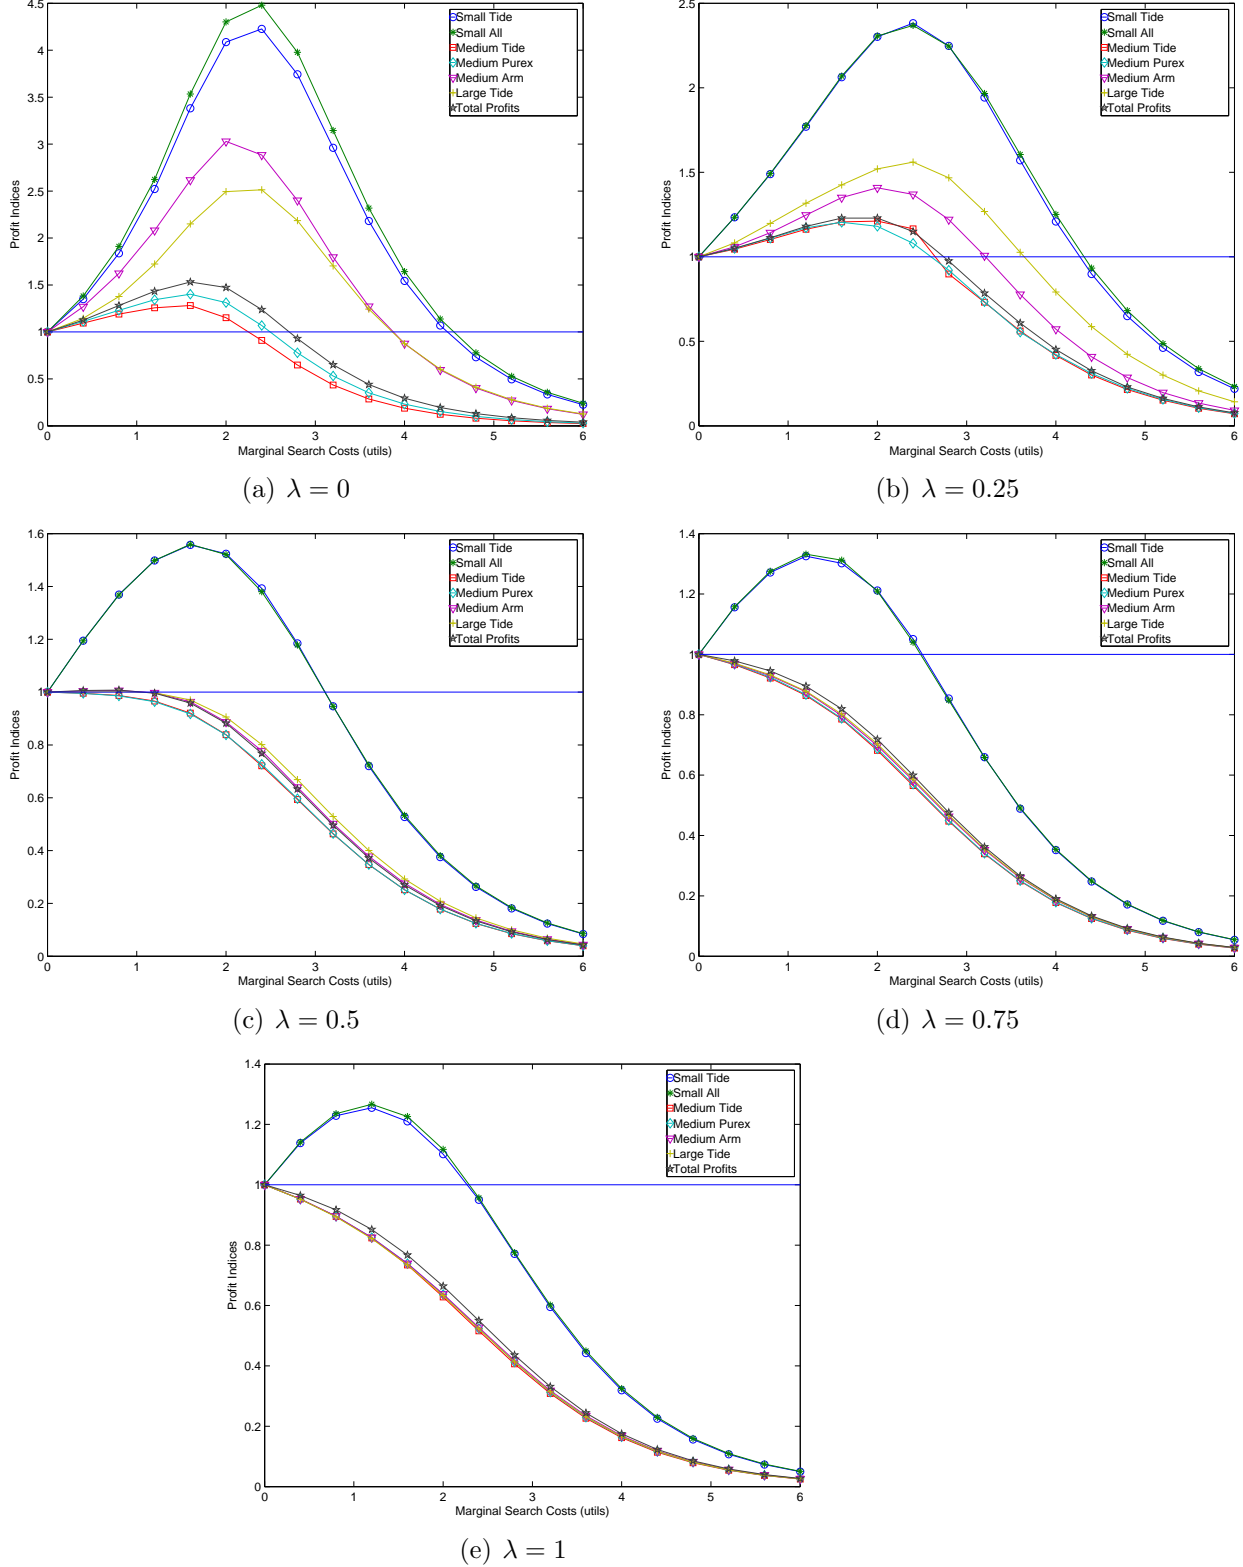 4.5
4
3.5
3
2.5
2
1.5
1
0.5
0
Profit Indices
0 1 2 3 4 5 6
Marginal Search Costs (utils)
Small Tide
Small All
Medium Tide
Medium Purex
Medium Arm
Large Tide
Total Profits
(a) λ = 0
2.5
2
1.5
1
0.5
0
Profit Indices
0 1 2 3 4 5 6
Marginal Search Costs (utils)
Small Tide
Small All
Medium Tide
Medium Purex
Medium Arm
Large Tide
Total Profits
(b) λ = 0.25
1.6
1.4
1.2
1
0.8
0.6
0.4
0.2
0
Profit Indices
0 1 2 3 4 5 6
Marginal Search Costs (utils)
Small Tide
Small All
Medium Tide
Medium Purex
Medium Arm
Large Tide
Total Profits
(c) λ = 0.5
1.4
1.2
1
0.8
0.6
0.4
0.2
0
Profit Indices
0 1 2 3 4 5 6
Marginal Search Costs (utils)
Small Tide
Small All
Medium Tide
Medium Purex
Medium Arm
Large Tide
Total Profits
(d) λ = 0.75
1.4
1.2
1
0.8
0.6
0.4
0.2
0
Profit Indices
0 1 2 3 4 5 6
Marginal Search Costs (utils)
Small Tide
Small All
Medium Tide
Medium Purex
Medium Arm
Large Tide
Total Profits
(e) λ = 1